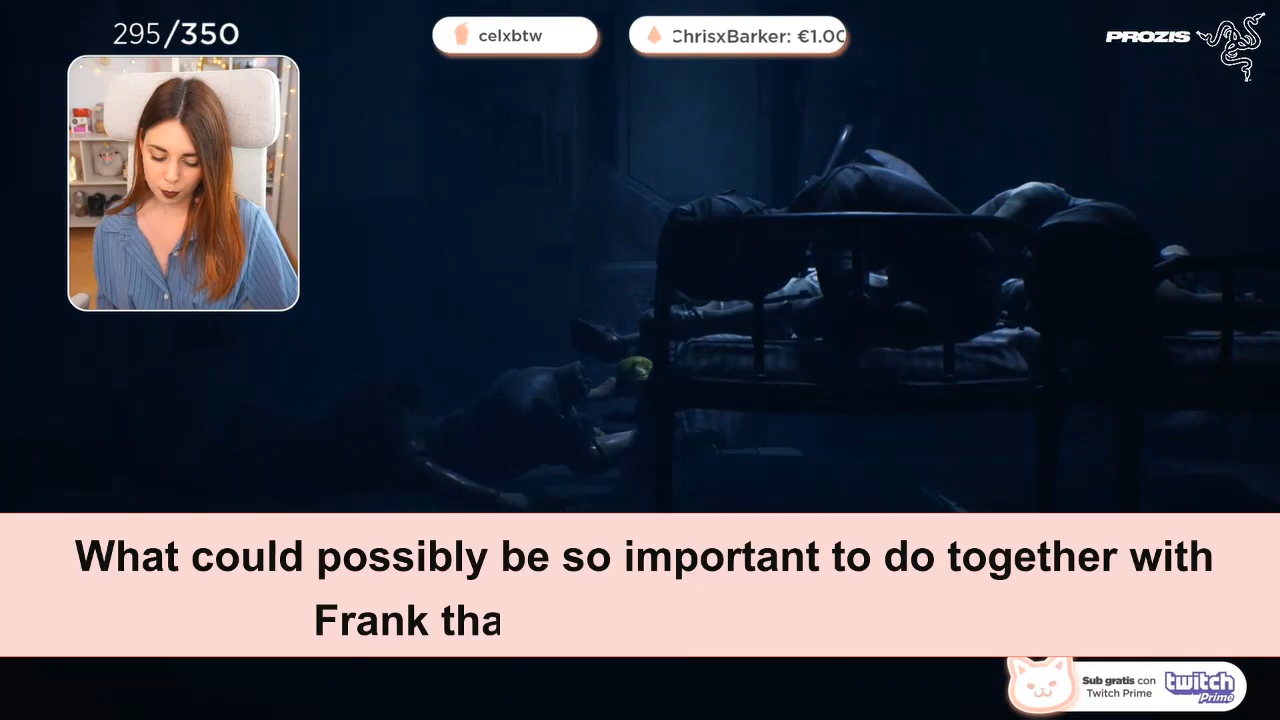 295/350
celxbtw
ChrisxBarker: €1.00
PROZIS
What could possibly be so important to do together with
Frank tha
Sub gratis con
Twitch Prime
twitch
Prime